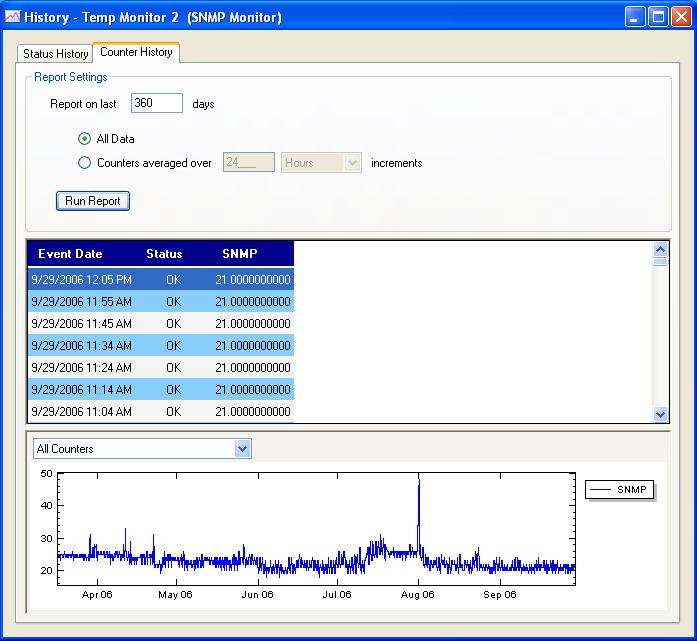 History - Temp Monitor 2 (SNMP Monitor)
Status History Counter History
Report Settings
Report on last 360 days
All Data
Counters averaged over 24___ Hours increments
Run Report
Event Date Status SNMP
9/29/2006 12:05 PM OK 21.0000000000
9/29/2006 11:55 AM OK 21.0000000000
9/29/2006 11:45 AM OK 21.0000000000
9/29/2006 11:34 AM OK 21.0000000000
9/29/2006 11:24 AM OK 21.0000000000
9/29/2006 11:14 AM OK 21.0000000000
9/29/2006 11:04 AM OK 21.0000000000
All Counters
50
SNMP
40
30
20
Apr 06 May 06 Jun 06 Jul 06 Aug 06 Sep 06